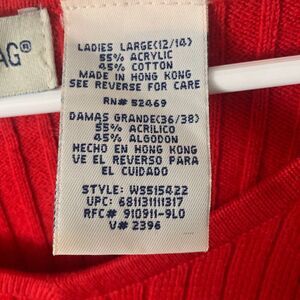 AG®
LADIES LARGE(12/14)
55% ACRYLIC
45% COTTON
MADE IN HONG KONG
SEE REVERSE FOR CARE
RN# 52469
DAMAS GRANDE(36/38)
55% ACRILICO
45% ALGODON
HECHO EN HONG KONG
VE EL REVERSO PARA
EL CUIDADO
STYLE: WS515422
UPC: 681131111317
RFC# 910911-9L0
V# 2396